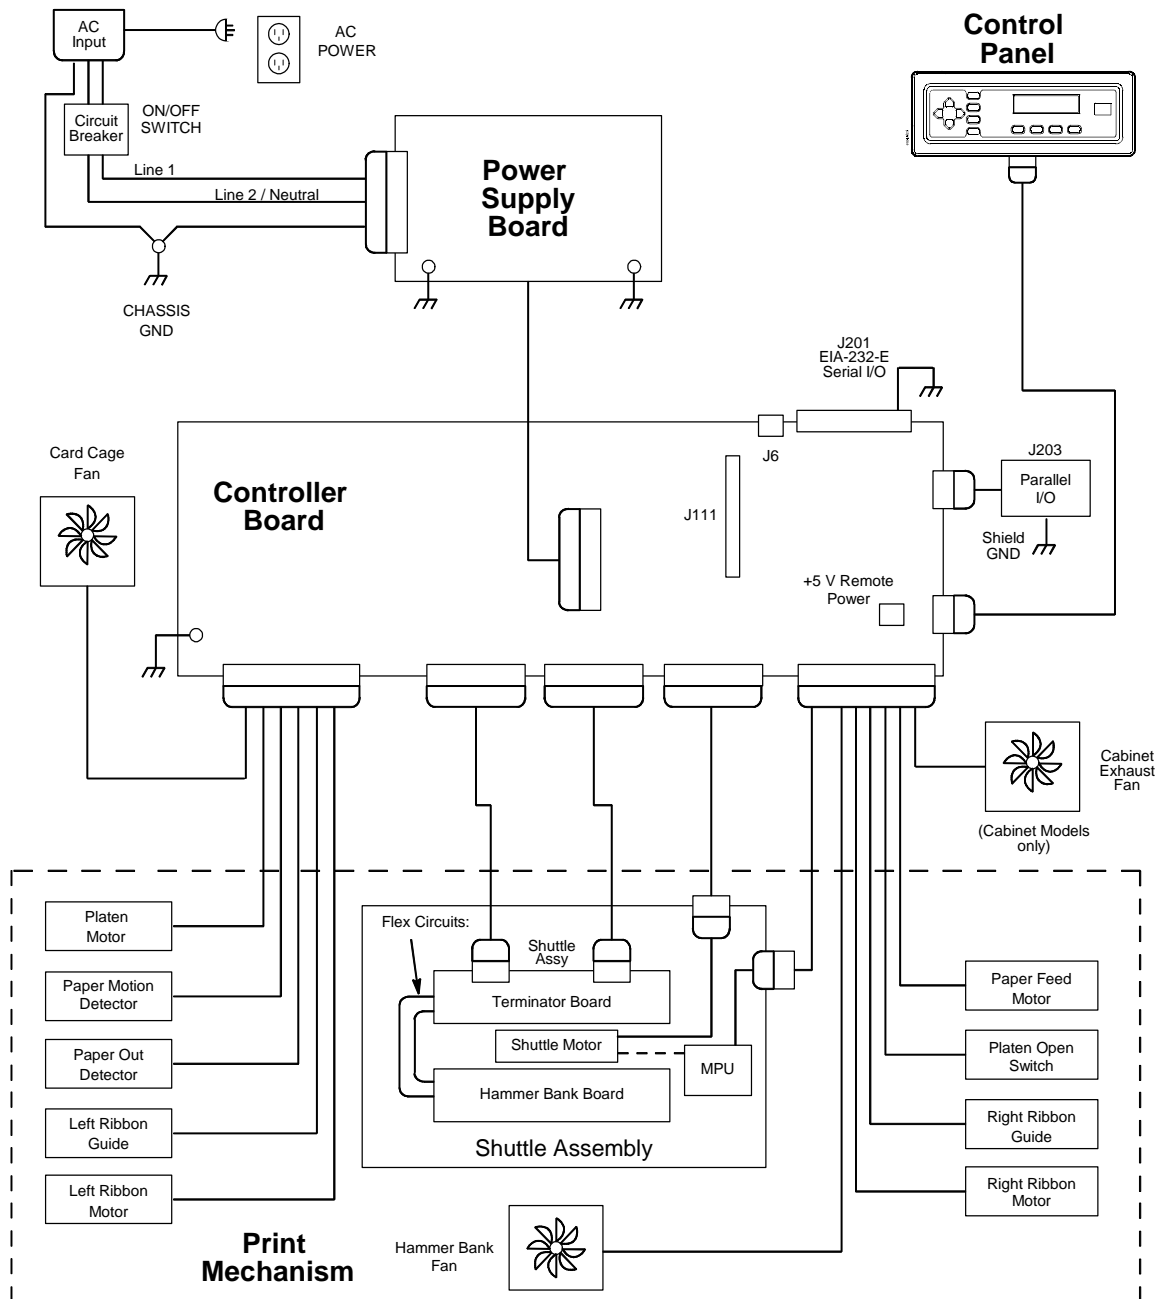 AC
Input
AC
POWER
Control
Panel
Circuit
Breaker
ON/OFF
SWITCH
Line 1
Line 2 / Neutral
Power
Supply
Board
CHASSIS
GND
J201
EIA-232-E
Serial I/O
J6
Card Cage
Fan
Controller
Board
J111
J203
Parallel
I/O
Shield
GND
+5 V Remote
Power
Cabinet
Exhaust
Fan
(Cabinet Models
only)
Platen
Motor
Paper Motion
Detector
Paper Out
Detector
Left Ribbon
Guide
Left Ribbon
Motor
Flex Circuits:
Shuttle
Assy
Terminator Board
Shuttle Motor
MPU
Hammer Bank Board
Shuttle Assembly
Paper Feed
Motor
Platen Open
Switch
Right Ribbon
Guide
Right Ribbon
Motor
Print
Mechanism
Hammer Bank
Fan